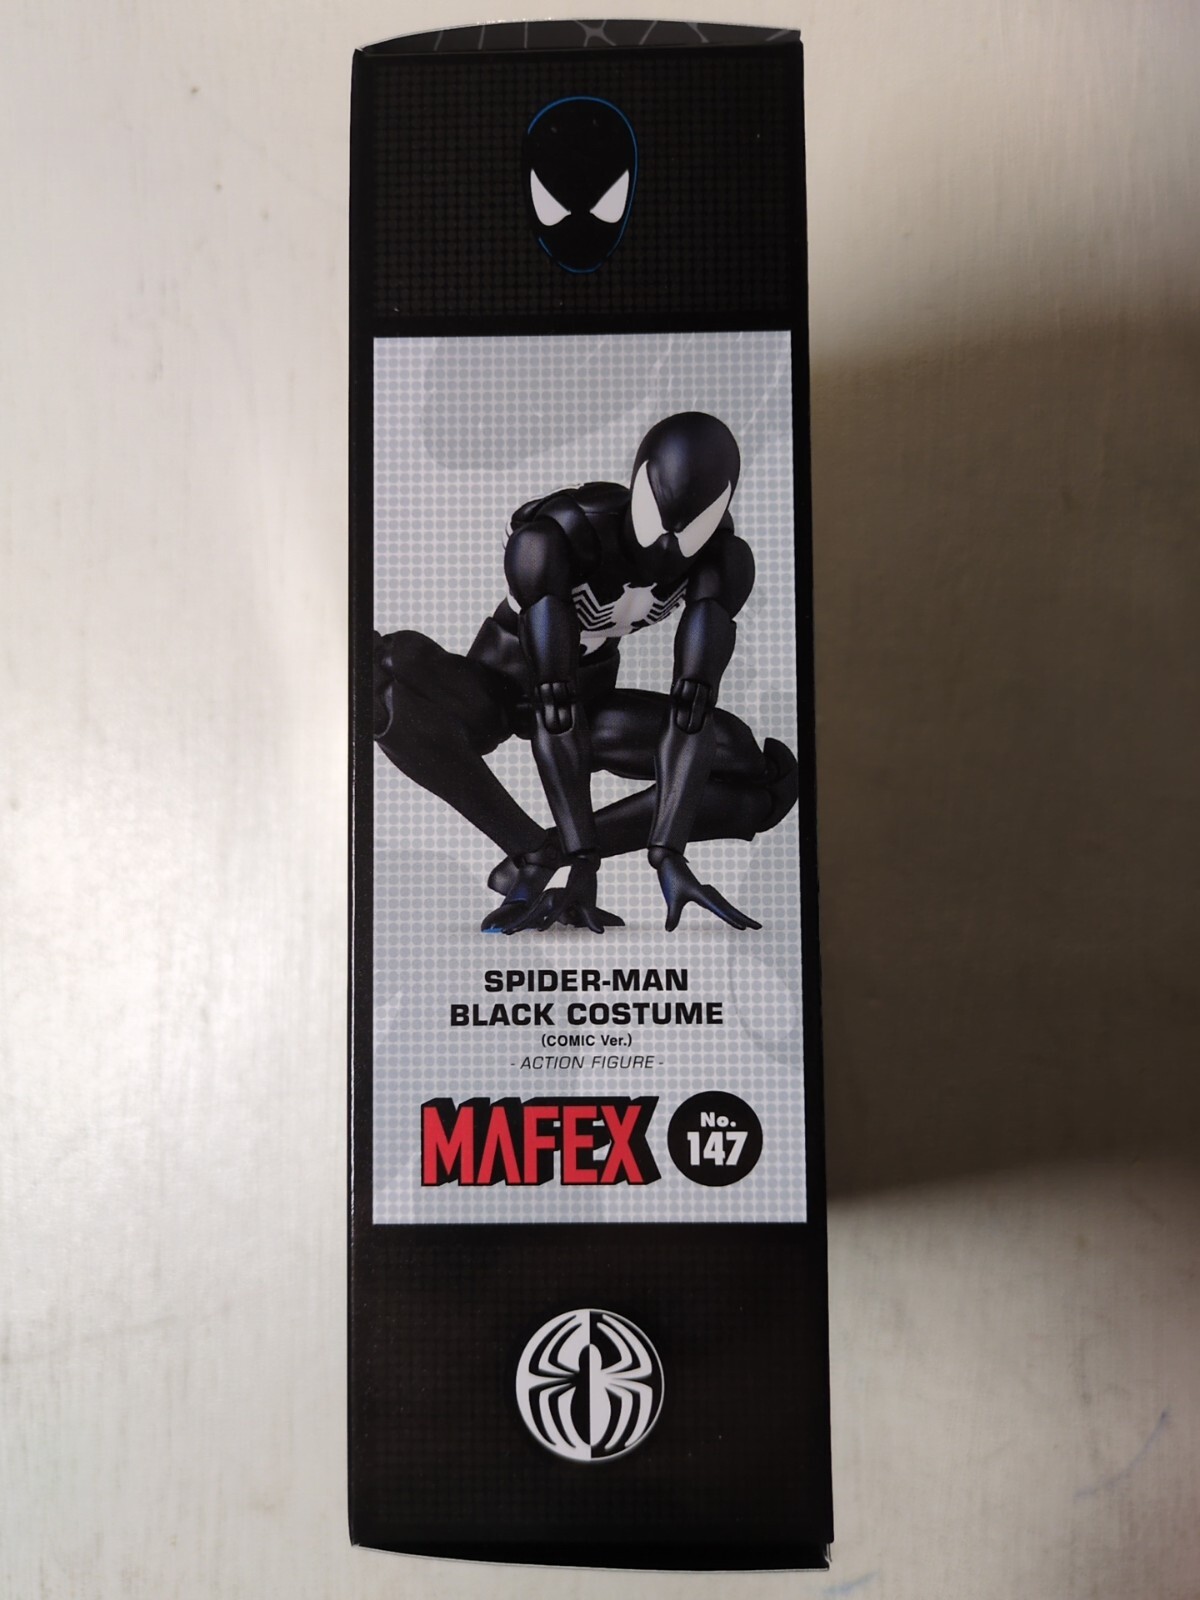 SPIDER-MAN
BLACK COSTUME
(COMIC Ver.)
- ACTION FIGURE -
MAFEX
No.
147